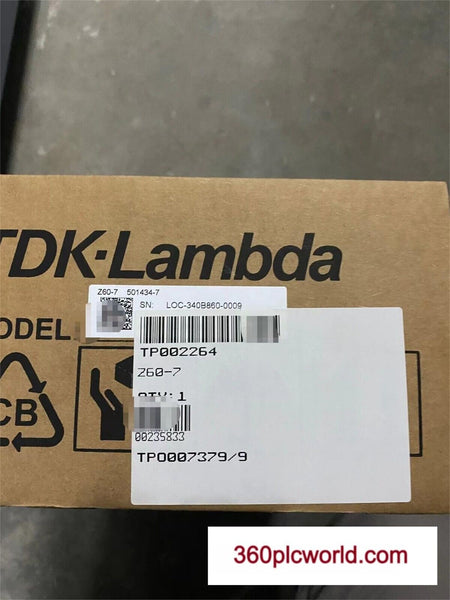 TDK·Lambda
Z60-7 501434-7
SN: LOC-340B860-0009
MODEL
TP002264
Z60-7
QTY:1
CB
00235833
TP0007379/9
360plcworld.com